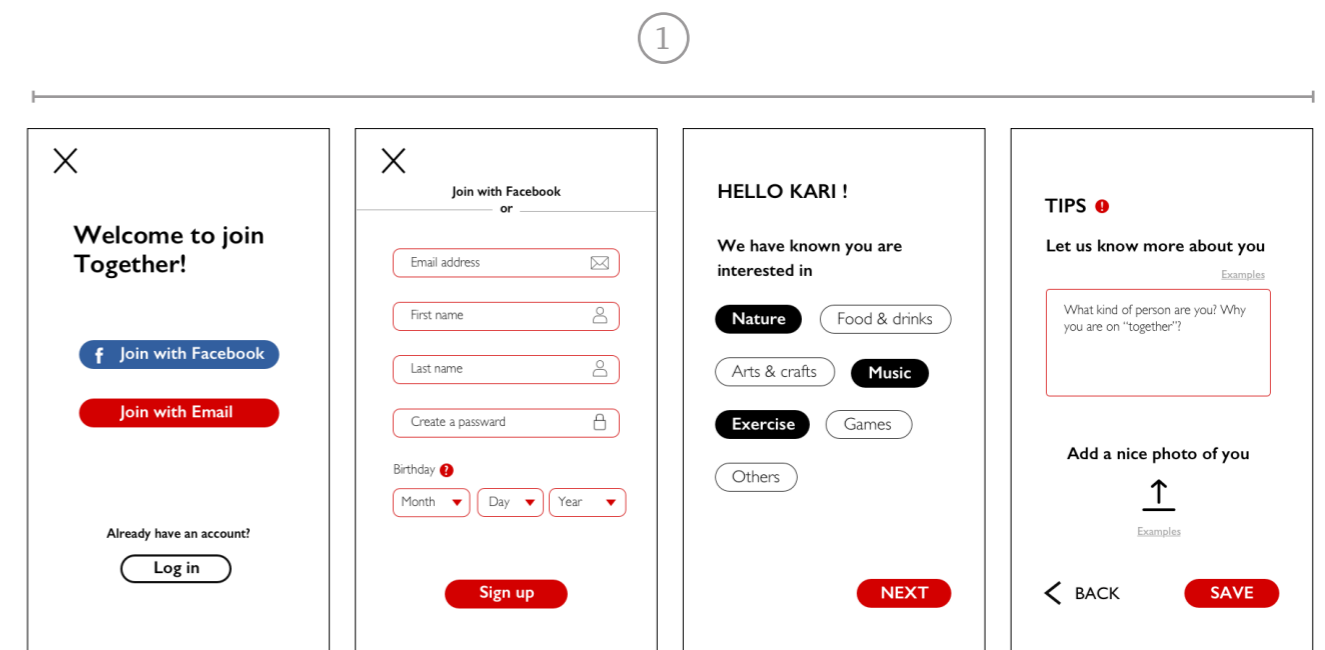 1
Welcome to join
Together!
f Join with Facebook
Join with Email
Already have an account?
Log in
Join with Facebook
or
Email address
First name
Last name
Create a passward
Birthday ?
Month
Day
Year
Sign up
HELLO KARI !
We have known you are
interested in
Nature
Food & drinks
Arts & crafts
Music
Exercise
Games
Others
NEXT
TIPS !
Let us know more about you
Examples
What kind of person are you? Why
you are on “together”?
Add a nice photo of you
Examples
BACK
SAVE